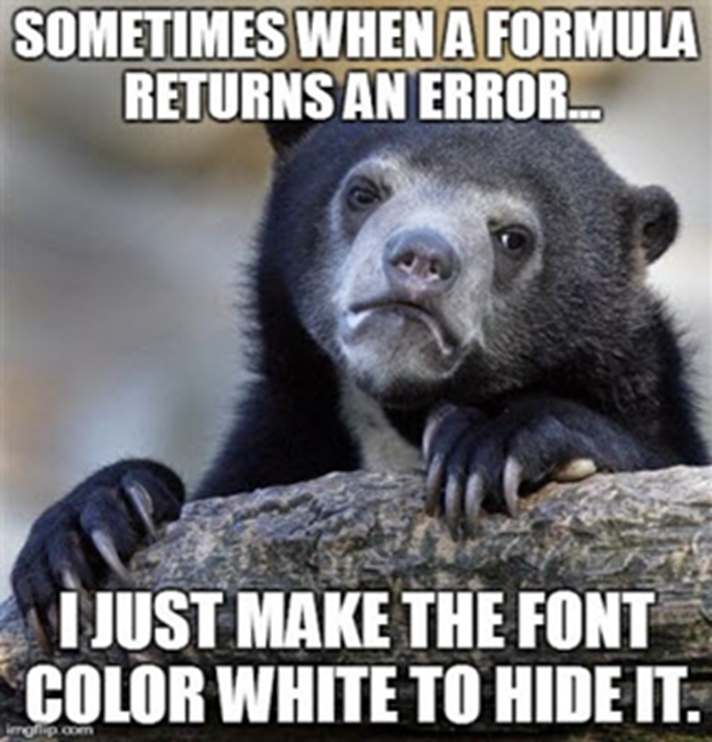 SOMETIMES WHEN A FORMULA
RETURNS AN ERROR...
I JUST MAKE THE FONT
COLOR WHITE TO HIDE IT.
imgflip.com